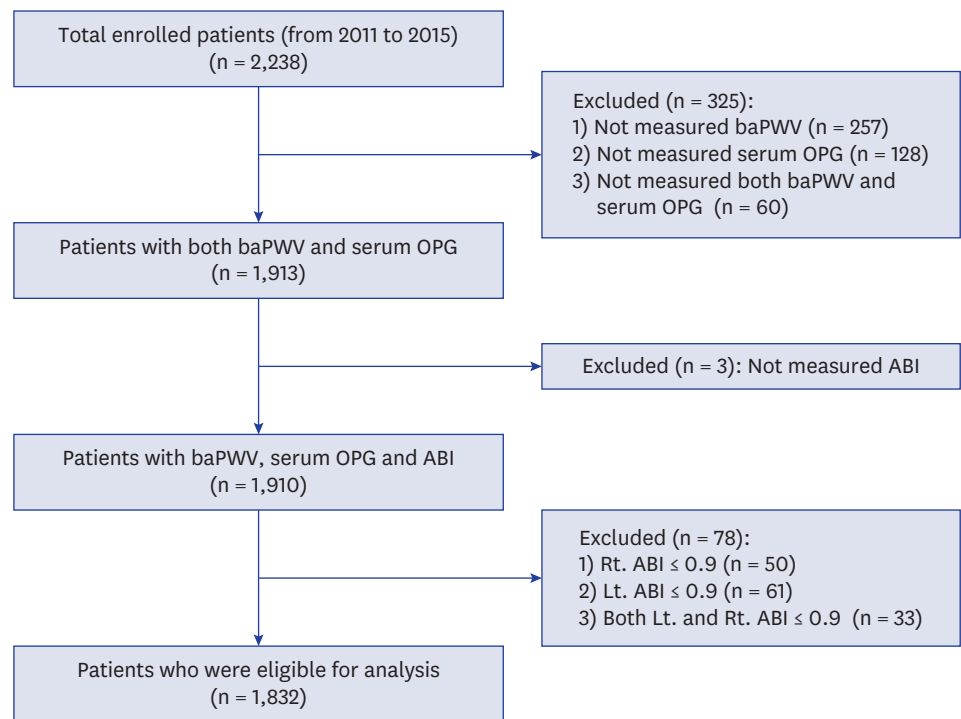 Total enrolled patients (from 2011 to 2015)
(n = 2,238)
Excluded (n = 325):
1) Not measured baPWV (n = 257)
2) Not measured serum OPG (n = 128)
3) Not measured both baPWV and
serum OPG (n = 60)
Patients with both baPWV and serum OPG
(n = 1,913)
Excluded (n = 3): Not measured ABI
Patients with baPWV, serum OPG and ABI
(n = 1,910)
Excluded (n = 78):
1) Rt. ABI ≤ 0.9 (n = 50)
2) Lt. ABI ≤ 0.9 (n = 61)
3) Both Lt. and Rt. ABI ≤ 0.9 (n = 33)
Patients who were eligible for analysis
(n = 1,832)